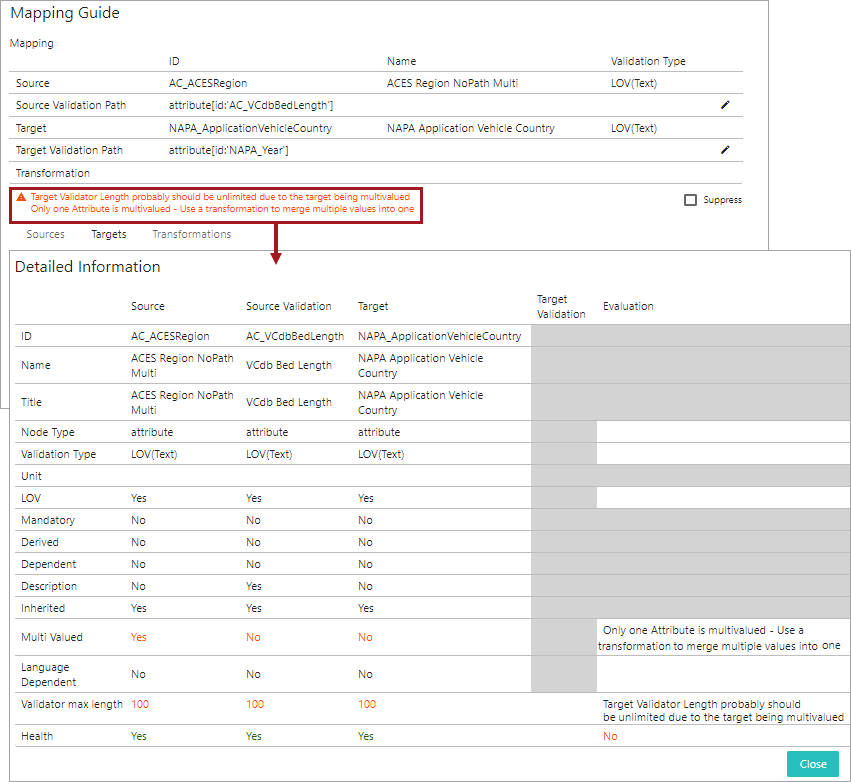 Mapping Guide
Mapping
ID Name Validation Type
Source AC_ACESRegion ACES Region NoPath Multi LOV(Text)
Source Validation Path attribute[id:'AC_VCdbBedLength']
Target NAPA_ApplicationVehicleCountry NAPA Application Vehicle Country LOV(Text)
Target Validation Path attribute[id:'NAPA_Year']
Transformation
Target Validator Length probably should be unlimited due to the target being multivalued
Only one Attribute is multivalued - Use a transformation to merge multiple values into one
Suppress
Sources Targets Transformations
Detailed Information
Source Source Validation Target Target Validation Evaluation
ID AC_ACESRegion AC_VCdbBedLength NAPA_ApplicationVehicleCountry
Name ACES Region NoPath Multi VCdb Bed Length NAPA Application Vehicle Country
Title ACES Region NoPath Multi VCdb Bed Length NAPA Application Vehicle Country
Node Type attribute attribute attribute
Validation Type LOV(Text) LOV(Text) LOV(Text)
Unit
LOV Yes Yes Yes
Mandatory No No No
Derived No No No
Dependent No No No
Description No Yes No
Inherited Yes Yes Yes
Multi Valued Yes No No Only one Attribute is multivalued - Use a
transformation to merge multiple values into one
Language Dependent No No No
Validator max length 100 100 100 Target Validator Length probably should
be unlimited due to the target being multivalued
Health Yes Yes Yes No
Close